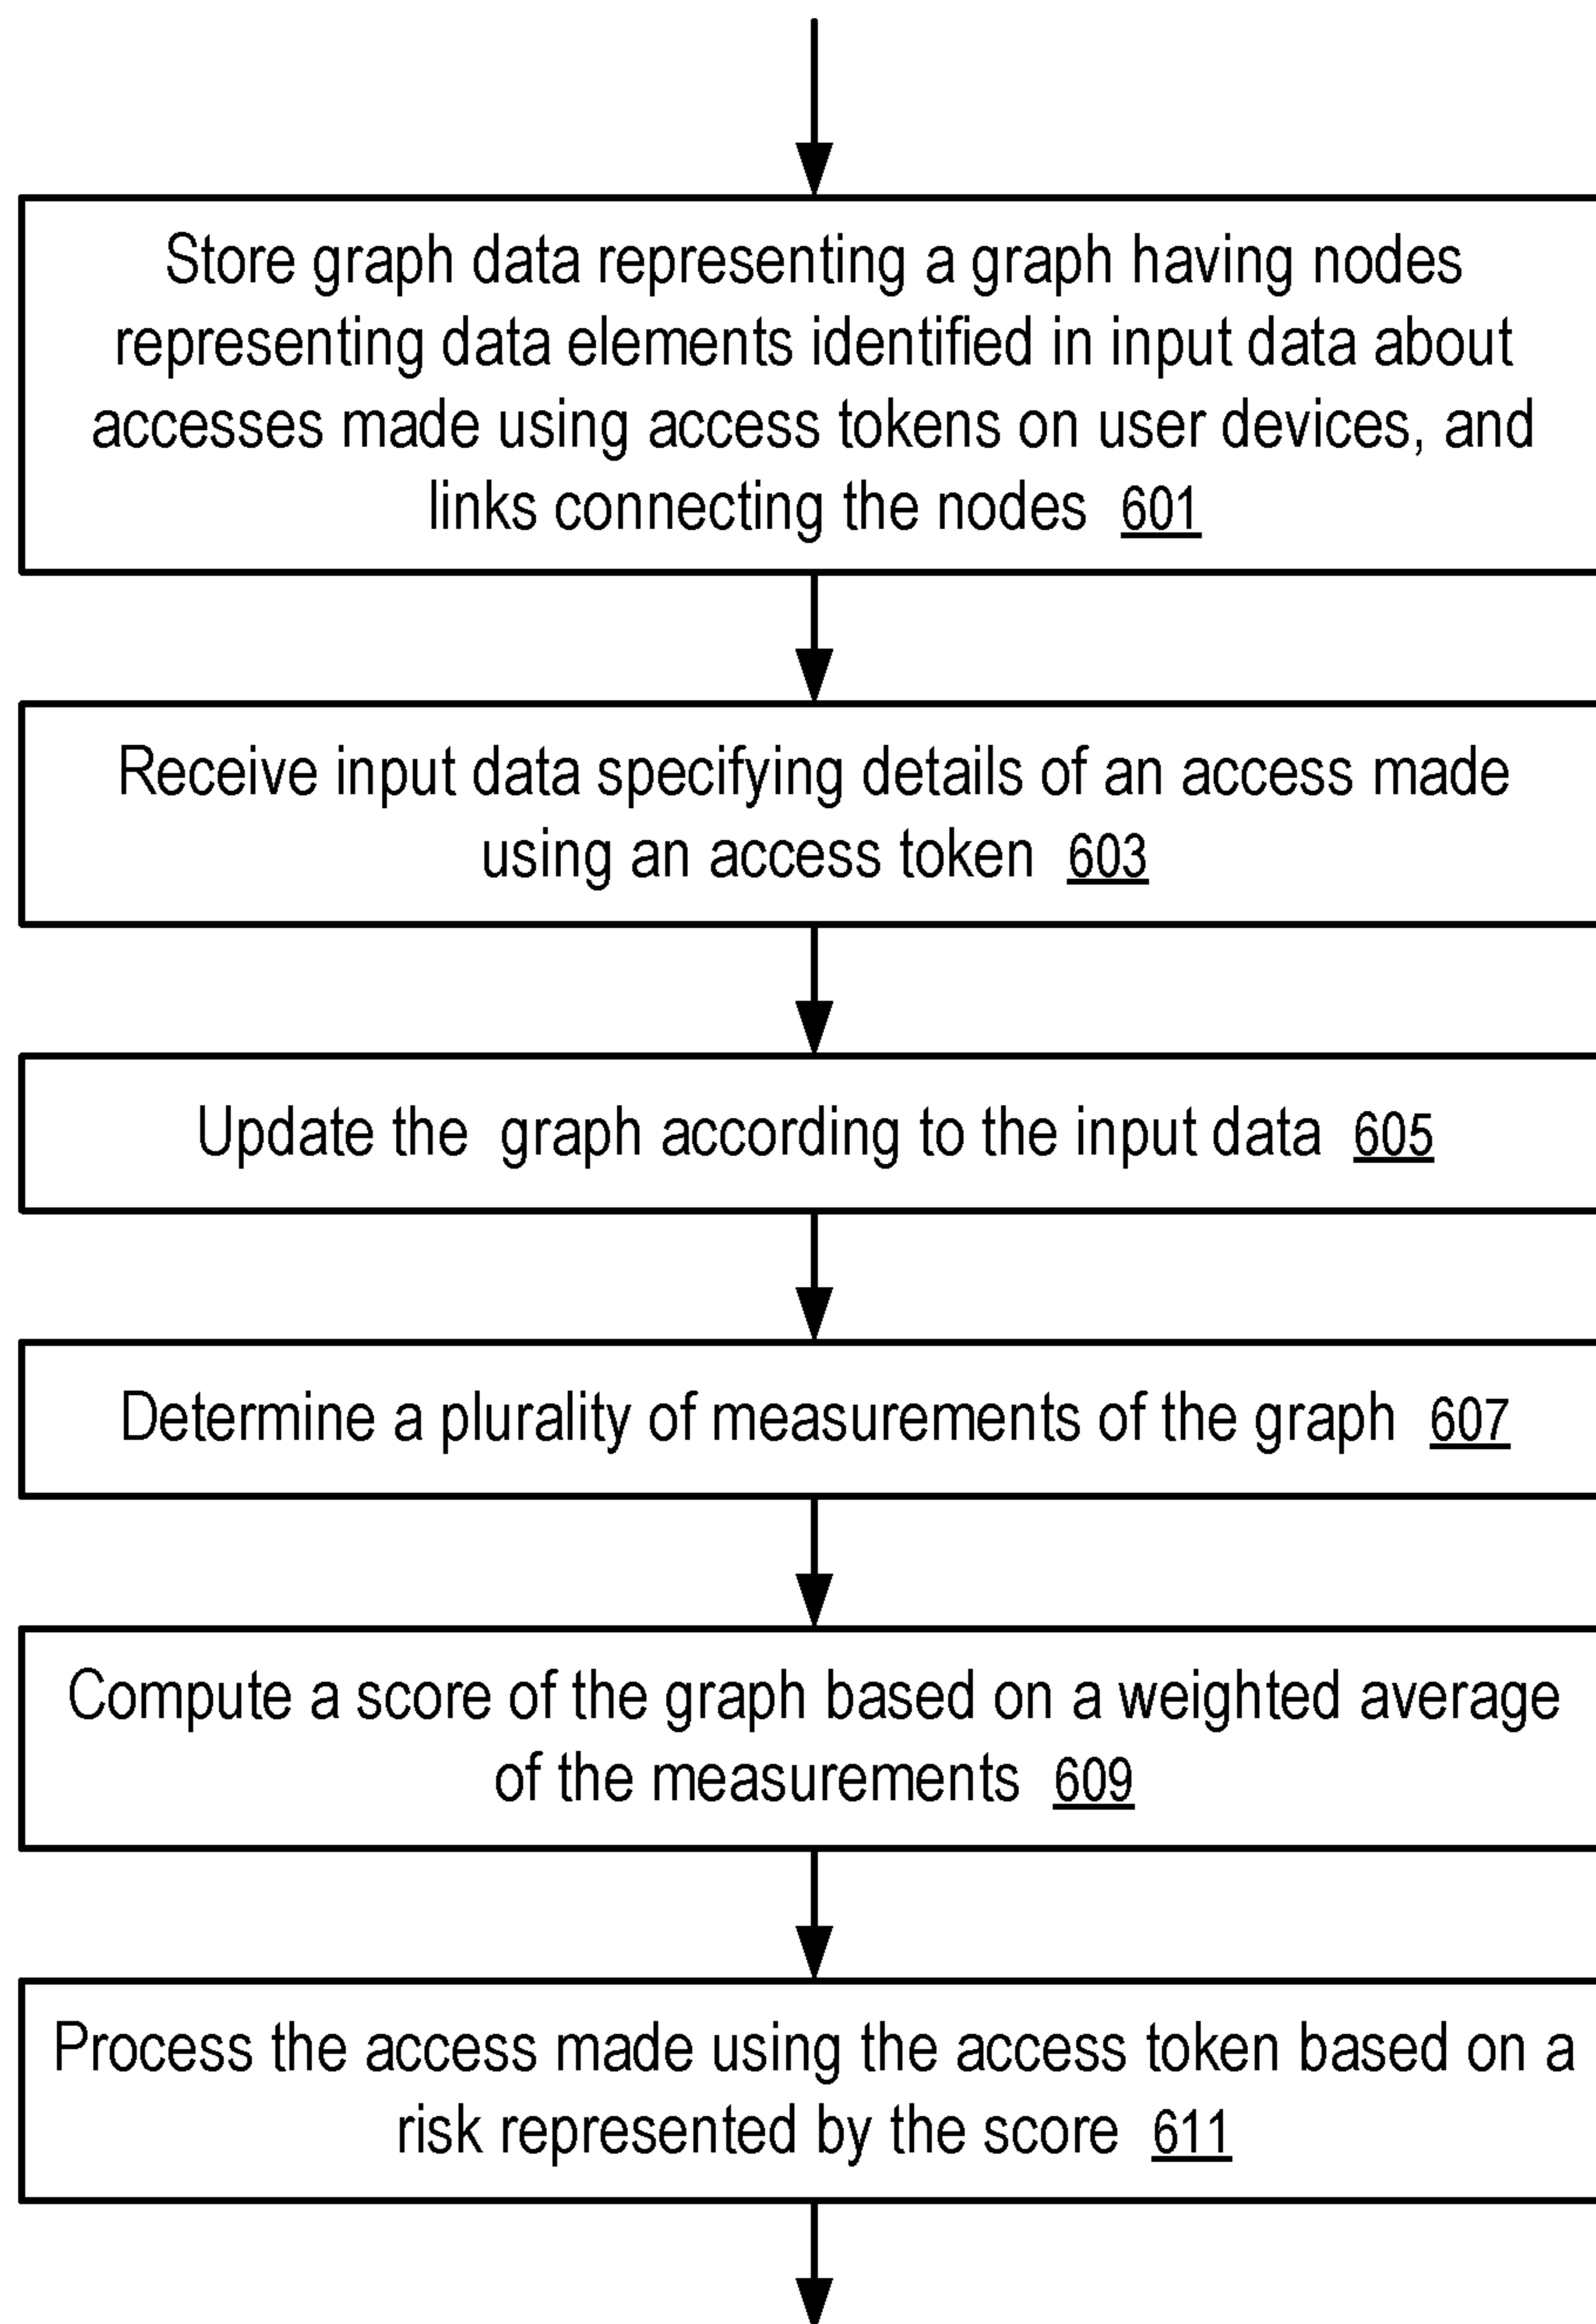 Store graph data representing a graph having nodes
representing data elements identified in input data about
accesses made using access tokens on user devices, and
links connecting the nodes 601
Receive input data specifying details of an access made
using an access token 603
Update the graph according to the input data 605
Determine a plurality of measurements of the graph 607
Compute a score of the graph based on a weighted average
of the measurements 609
Process the access made using the access token based on a
risk represented by the score 611